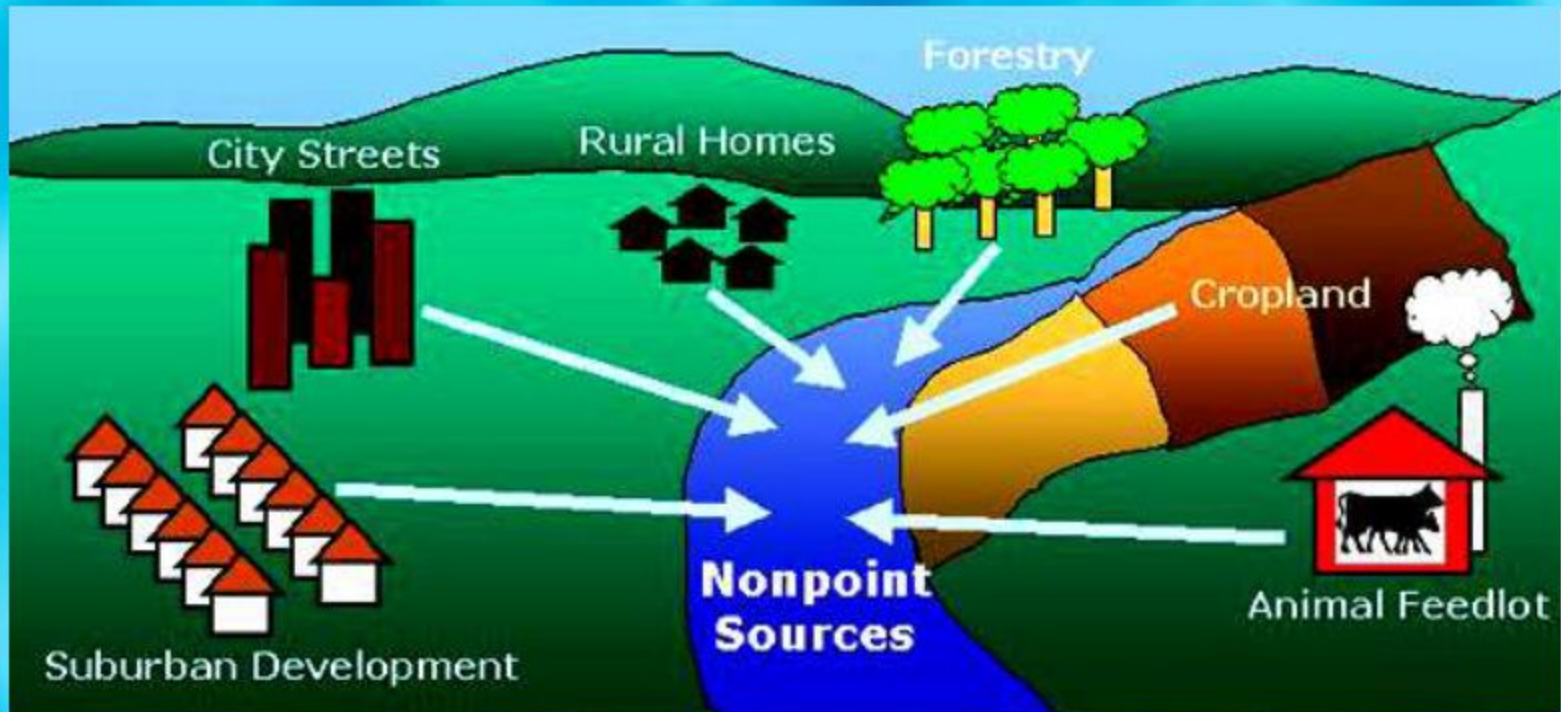 Forestry
City Streets
Rural Homes
Cropland
Nonpoint
Sources
Animal Feedlot
Suburban Development